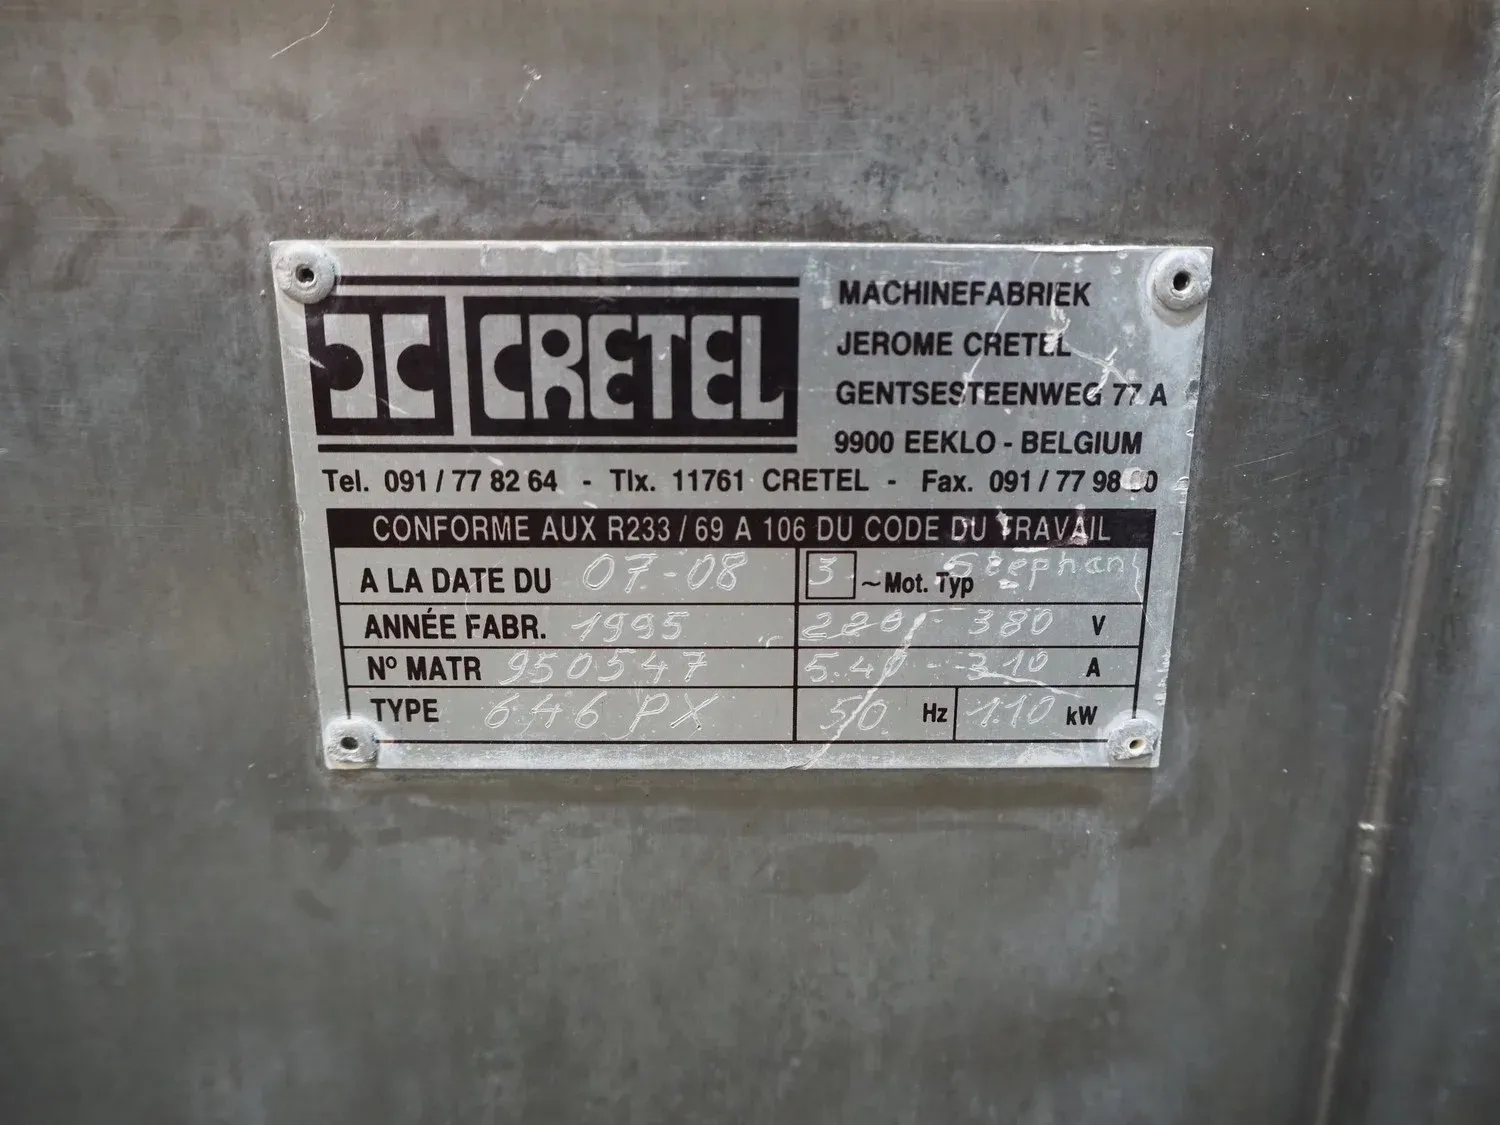 JC CRETEL
MACHINEFABRIEK
JEROME CRETEL
GENTSESTEENWEG 77 A
9900 EEKLO - BELGIUM
Tel. 091 / 77 82 64 - Tlx. 11761 CRETEL - Fax. 091 / 77 98
CONFORME AUX R233 / 69 A 106 DU CODE DU TRAVAIL
A LA DATE DU 07-08 3 ~ Mot. Typ Stephan
ANNÉE FABR. 1995 220 - 380 V
Nº MATR 950547 5.40 - 3.10 A
TYPE 646 PX 50 Hz 1.10 kW